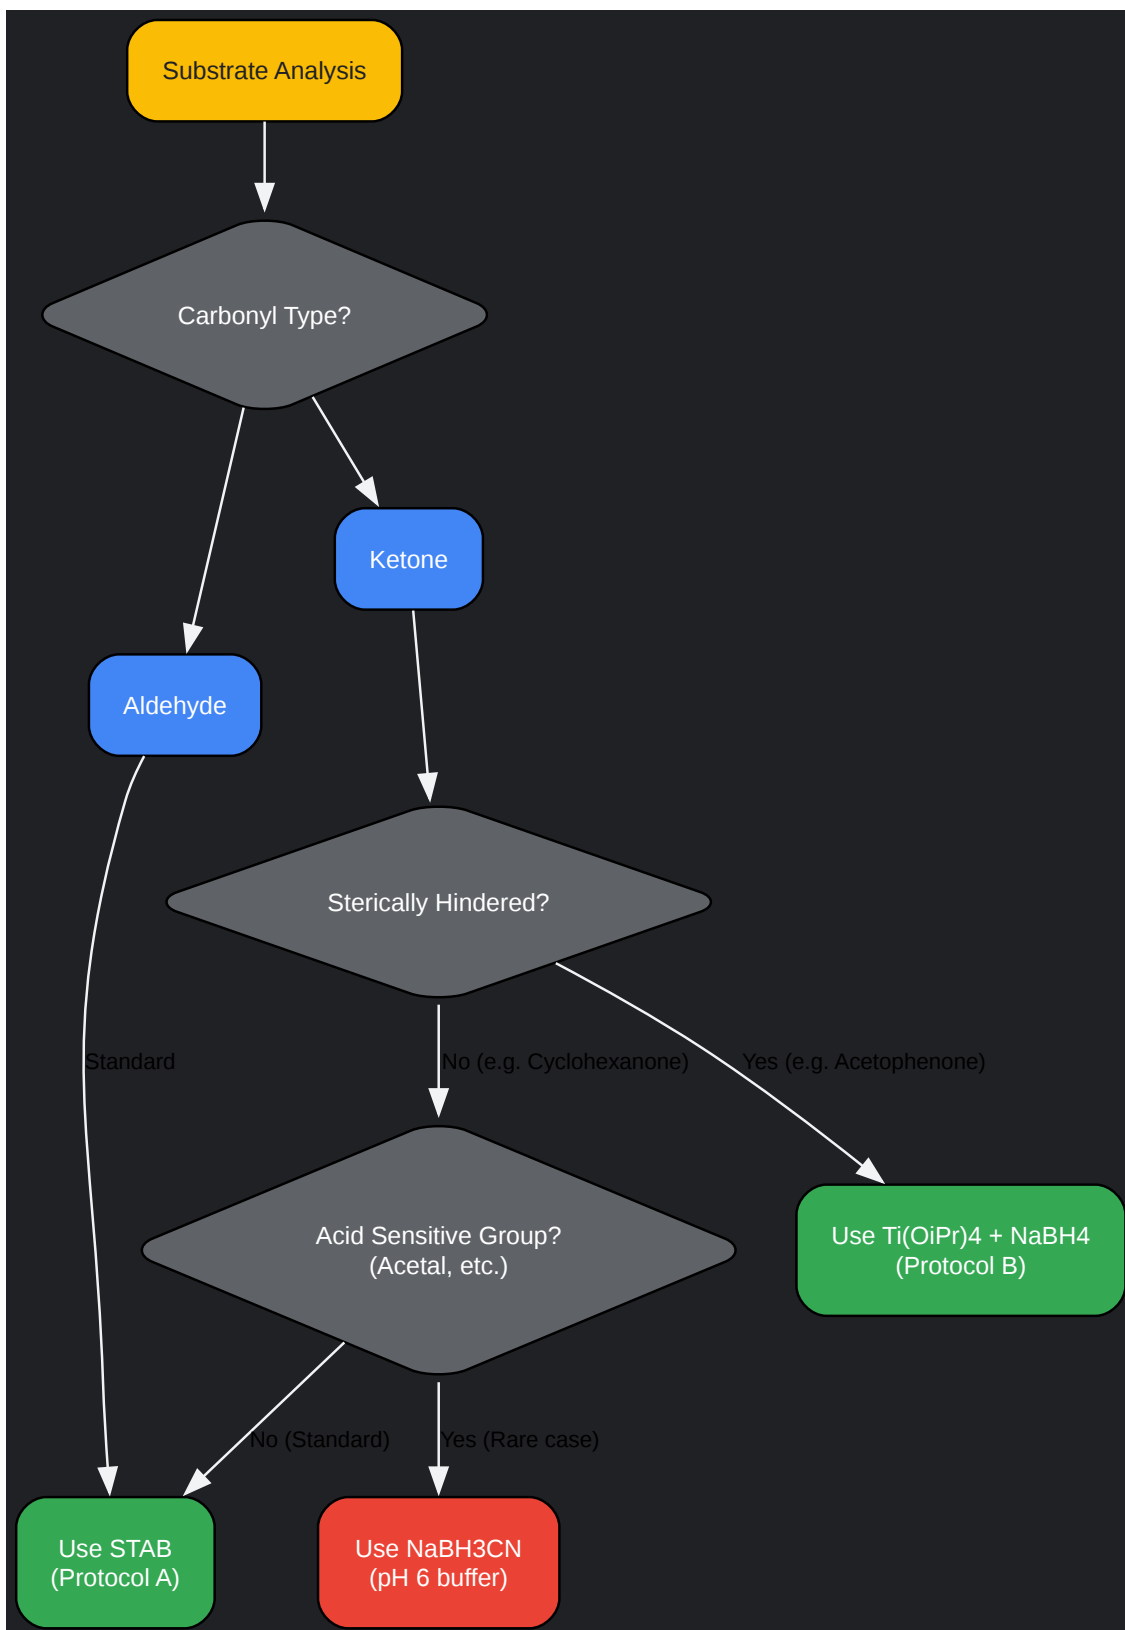 Substrate Analysis
Carbonyl Type?
Ketone
Aldehyde
Sterically Hindered?
Standard
No (e.g. Cyclohexanone)
Yes (e.g. Acetophenone)
Acid Sensitive Group?
(Acetal, etc.)
Use Ti(OiPr)4 + NaBH4
(Protocol B)
No (Standard)
Yes (Rare case)
Use STAB
(Protocol A)
Use NaBH3CN
(pH 6 buffer)